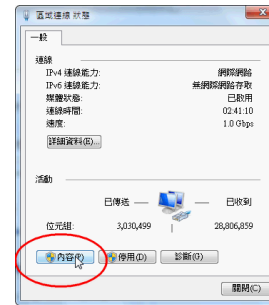 區域連線 狀態
一般
連線
IPv4 連線能力: 網際網路
IPv6 連線能力: 無網際網路存取
媒體狀態: 已啟用
連線時間: 02:41:10
速度: 1.0 Gbps
詳細資料(E)...
活動
已傳送 — — 已收到
位元組: 3,030,499 | 28,806,859
內容(P) 停用(D) 診斷(G)
關閉(C)